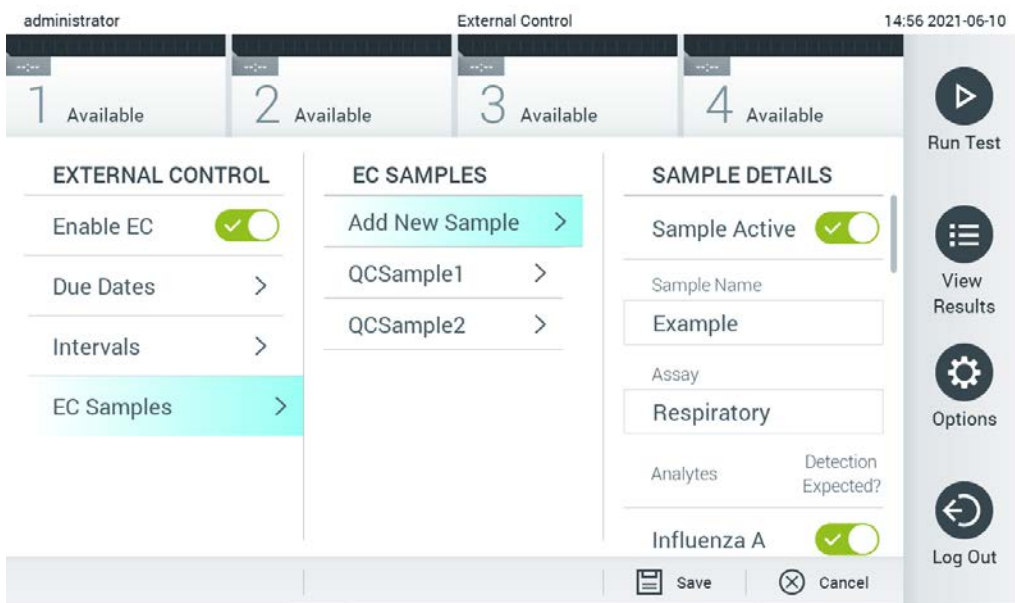 administrator
External Control
14:56 2021-06-10
--:--
--:--
--:--
--:--
1 Available
2 Available
3 Available
4 Available
Run Test
View
Results
Options
Log Out
EXTERNAL CONTROL
Enable EC
Due Dates
Intervals
EC Samples
EC SAMPLES
Add New Sample
QCSample1
QCSample2
SAMPLE DETAILS
Sample Active
Sample Name
Example
Assay
Respiratory
Analytes
Detection
Expected?
Influenza A
Save
Cancel